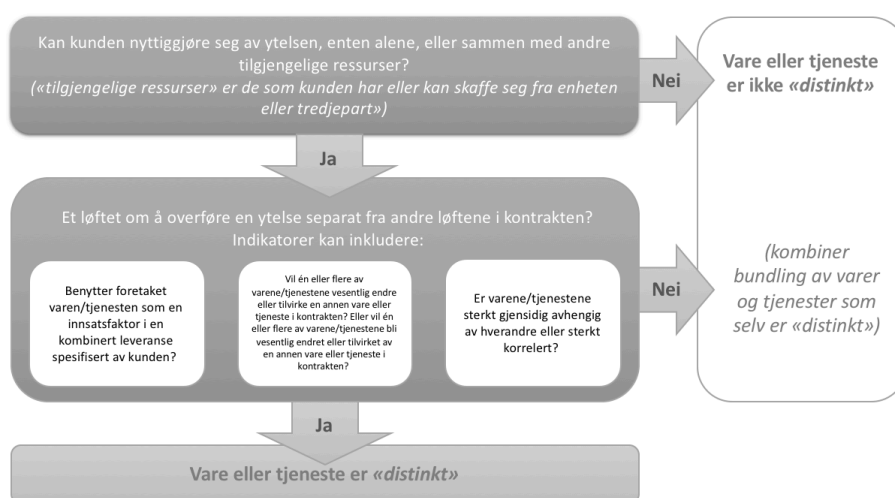 Kan kunden nyttiggjøre seg av ytelsen, enten alene, eller sammen med andre
tilgjengelige ressurser?
(«tilgjengelige ressurser» er de som kunden har eller kan skaffe seg fra enheten
eller tredjepart»)
Nei
Vare eller tjeneste
er ikke «distinkt»
Ja
Et løftet om å overføre en ytelse separat fra andre løftene i kontrakten?
Indikatorer kan inkludere:
Benytter foretaket
varen/tjenesten som en
innsatsfaktor i en
kombinert leveranse
spesifisert av kunden?
Vil én eller flere av
varene/tjenestene vesentlig endre
eller tilvirke en annen vare eller
tjeneste i kontrakten? Eller vil én
eller flere av varene/tjenestene bli
vesentlig endret eller tilvirket av
en annen vare eller tjeneste i
kontrakten?
Er varene/tjenestene
sterkt gjensidig avhengig
av hverandre eller sterkt
korrelert?
Nei
(kombiner
bundling av varer
og tjenester som
selv er «distinkt»)
Ja
Vare eller tjeneste er «distinkt»